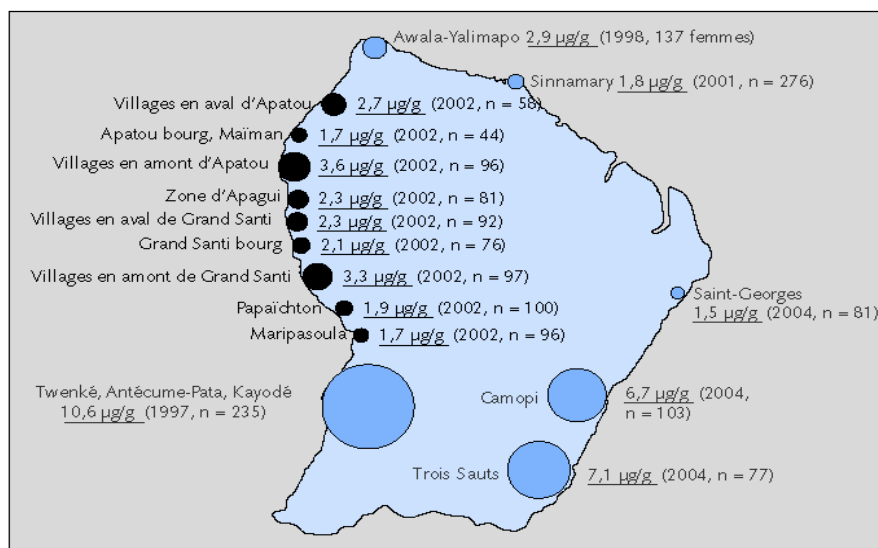 Awala-Yalimapo 2,9 µg/g (1998, 137 femmes)
Sinnamary 1,8 µg/g (2001, n = 276)
Villages en aval d'Apatou 2,7 µg/g (2002, n = 58)
Apatou bourg, Maïman 1,7 µg/g (2002, n = 44)
Villages en amont d'Apatou 3,6 µg/g (2002, n = 96)
Zone d'Apagui 2,3 µg/g (2002, n = 81)
Villages en aval de Grand Santi 2,3 µg/g (2002, n = 92)
Grand Santi bourg 2,1 µg/g (2002, n = 76)
Villages en amont de Grand Santi 3,3 µg/g (2002, n = 97)
Papaïchton 1,9 µg/g (2002, n = 100)
Maripasoula 1,7 µg/g (2002, n = 96)
Saint-Georges
1,5 µg/g (2004, n = 81)
Twenké, Antécume-Pata, Kayodé
10,6 µg/g (1997, n = 235)
Camopi 6,7 µg/g (2004,
n = 103)
Trois Sauts 7,1 µg/g (2004, n = 77)